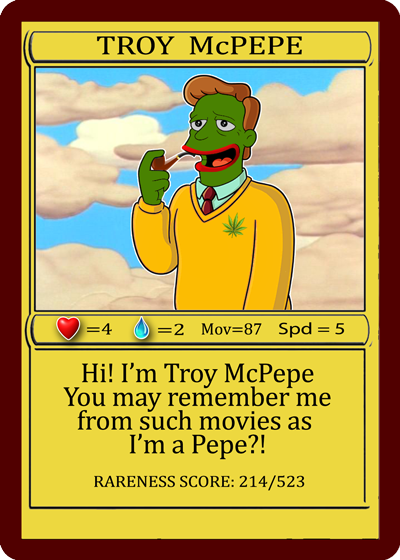 TROY McPEPE
=4 =2 Mov=87 Spd = 5
Hi! I'm Troy McPepe
You may remember me
from such movies as
I'm a Pepe?!
RARENESS SCORE: 214/523